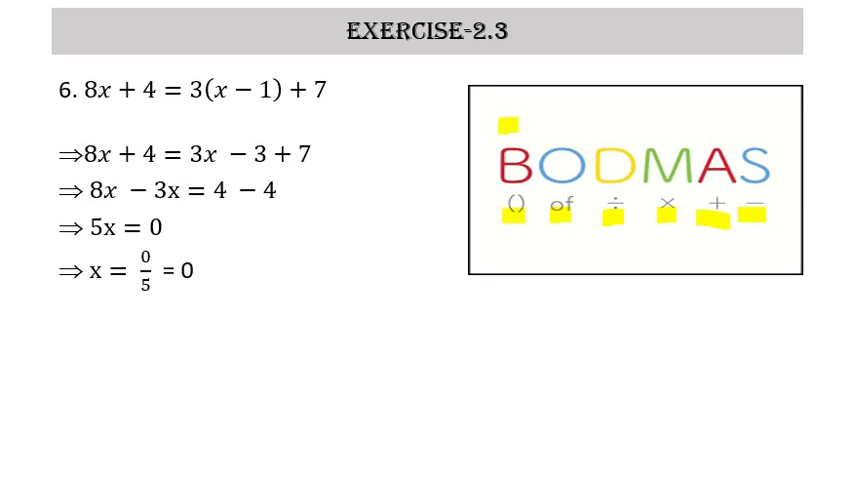 EXERCISE-2.3
6. 8x + 4 = 3(x − 1) + 7
⇒8x + 4 = 3x − 3 + 7
⇒ 8x − 3x = 4 − 4
⇒ 5x = 0
⇒ x = 0/5 = 0
BODMAS
() of ÷ × + −